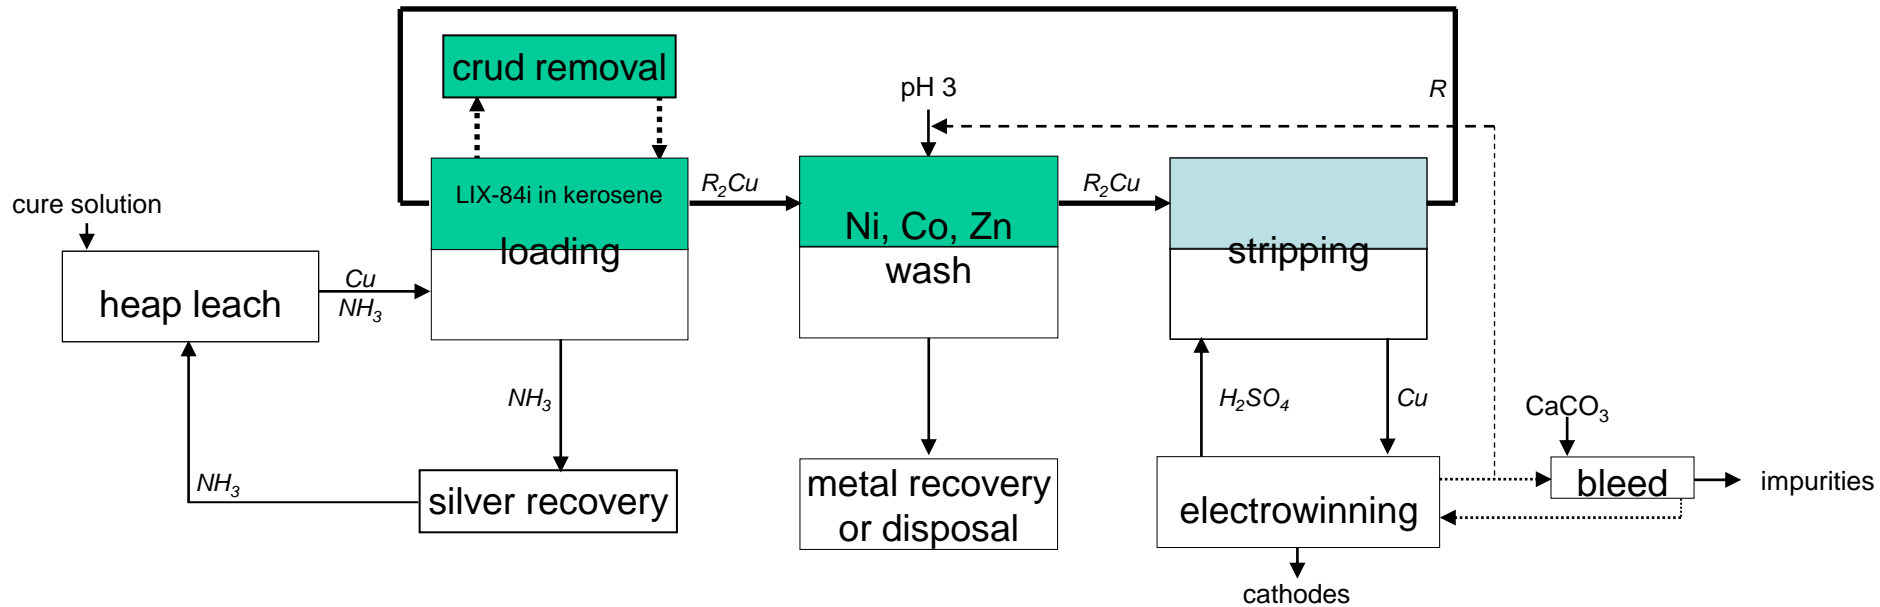 crud removal
pH 3
R
LIX-84i in kerosene
loading
R₂Cu
Ni, Co, Zn
wash
R₂Cu
stripping
cure solution
heap leach
Cu
NH₃
NH₃
H₂SO₄
Cu
CaCO₃
NH₃
silver recovery
metal recovery
or disposal
electrowinning
bleed
impurities
cathodes